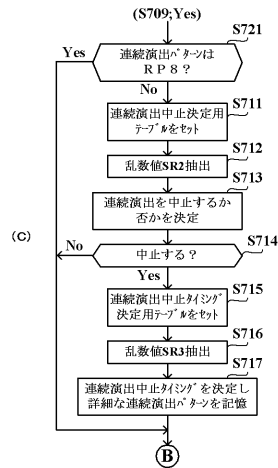 (S709;Yes)
S721
Yes
連続演出ﾊﾟﾀｰﾝは
ＲＰ８？
No
S711
連続演出中止決定用
テーブルをセット
S712
乱数値SR2抽出
S713
連続演出を中止するか
否かを決定
(C)
No
S714
中止する？
Yes
S715
連続演出中止ﾀｲﾐﾝｸﾞ
決定用テーブルをセット
S716
乱数値SR3抽出
S717
連続演出中止ﾀｲﾐﾝｸﾞを決定し
詳細な連続演出ﾊﾟﾀｰﾝを記憶
B